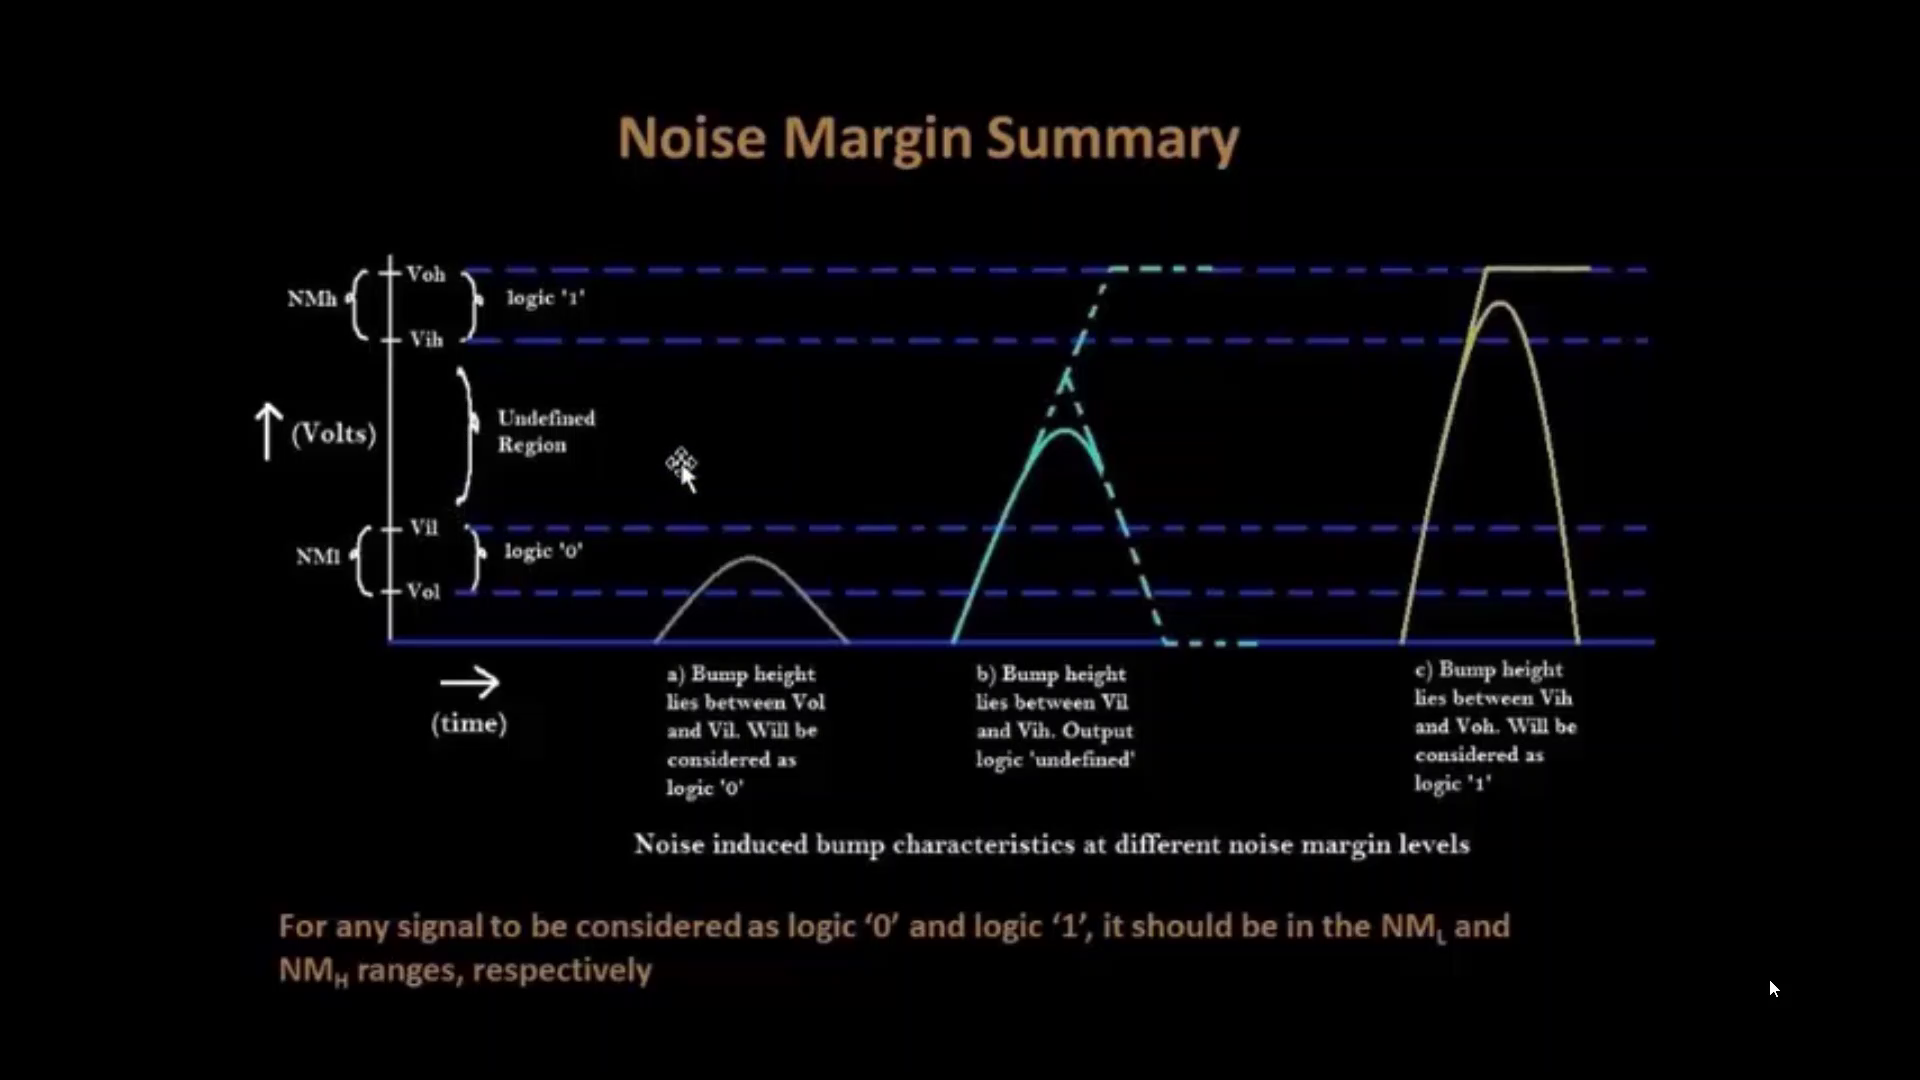 Noise Margin Summary
Voh
NMh
logic '1'
Vih
Undefined
Region
(Volts)
Vil
NMl
logic '0'
Vol
(time)
a) Bump height
lies between Vol
and Vil. Will be
considered as
logic '0'
b) Bump height
lies between Vil
and Vih. Output
logic 'undefined'
c) Bump height
lies between Vih
and Voh. Will be
considered as
logic '1'
Noise induced bump characteristics at different noise margin levels
For any signal to be considered as logic ‘0’ and logic ‘1’, it should be in the NML and
NMH ranges, respectively